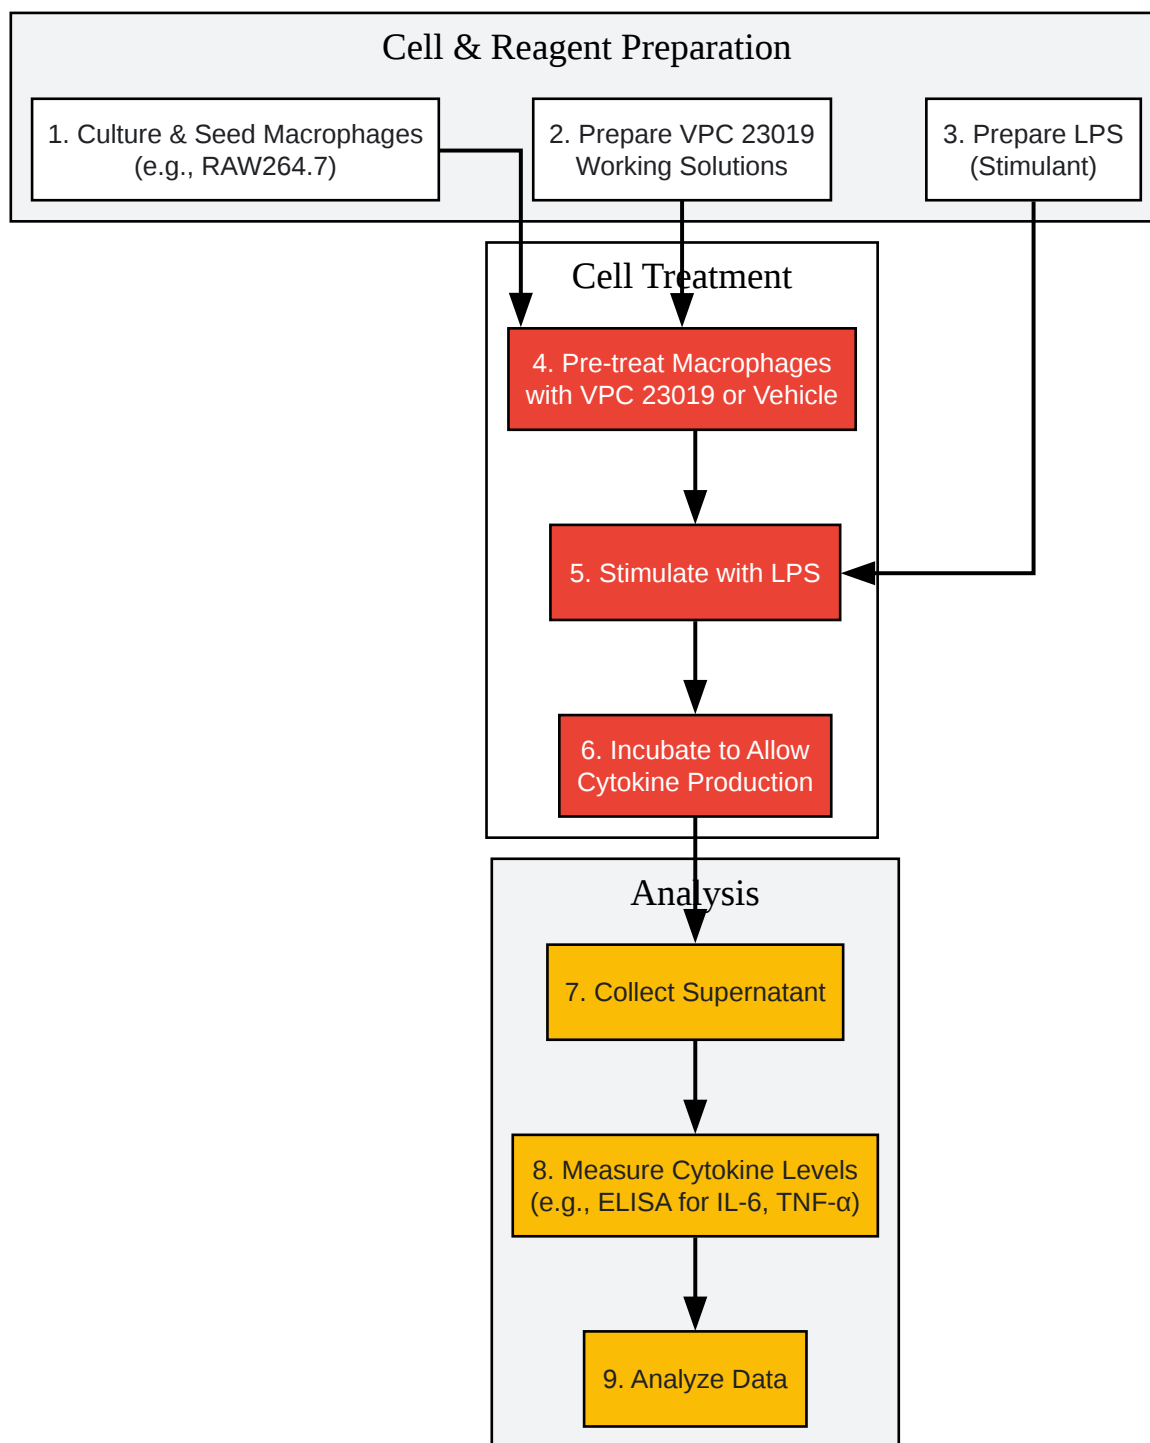 Cell & Reagent Preparation
1. Culture & Seed Macrophages
(e.g., RAW264.7)
2. Prepare VPC 23019
Working Solutions
3. Prepare LPS
(Stimulant)
Cell Treatment
4. Pre-treat Macrophages
with VPC 23019 or Vehicle
5. Stimulate with LPS
6. Incubate to Allow
Cytokine Production
Analysis
7. Collect Supernatant
8. Measure Cytokine Levels
(e.g., ELISA for IL-6, TNF-α)
9. Analyze Data